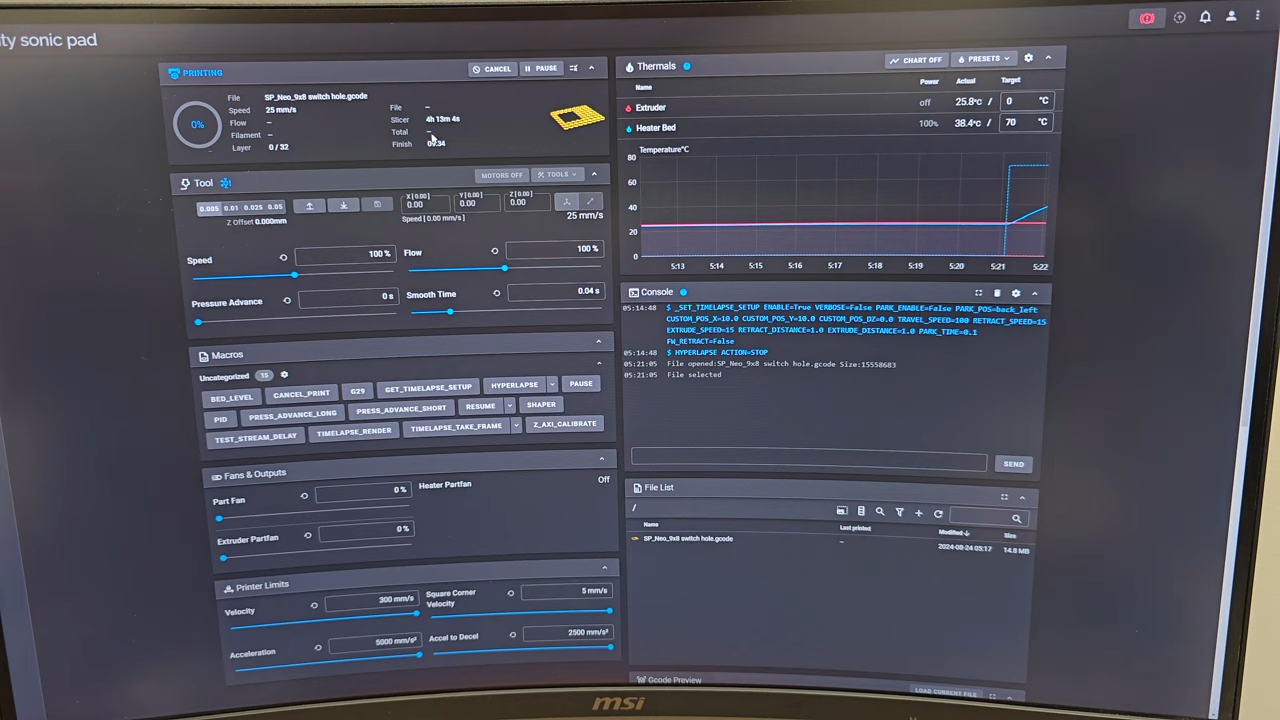 ty sonic pad
PRINTING
CANCEL
PAUSE
File SP_Neo_9x8 switch hole.gcode
Speed 25 mm/s
Flow –
Filament –
Layer 0 / 32
0%
File –
Slicer 4h 13m 4s
Total –
Finish
Tool
MOTORS OFF
TOOLS
0.005 0.01 0.025 0.05
Z Offset 0.000mm
X [0.00] Y [0.00] Z [0.00]
0.00 0.00 0.00
Speed [0.00 mm/s]
25 mm/s
Speed 100 %
Flow 100 %
Pressure Advance 0 s
Smooth Time 0.04 s
Macros
Uncategorized 15
BED_LEVEL CANCEL_PRINT G29 GET_TIMELAPSE_SETUP HYPERLAPSE PAUSE
PID PRESS_ADVANCE_LONG PRESS_ADVANCE_SHORT RESUME SHAPER
TEST_STREAM_DELAY TIMELAPSE_RENDER TIMELAPSE_TAKE_FRAME Z_AXI_CALIBRATE
Fans & Outputs
Part Fan 0 %
Heater Partfan Off
Extruder Partfan 0 %
Printer Limits
Velocity 300 mm/s
Square Corner
Velocity
5 mm/s
Acceleration 5000 mm/s²
Accel to Decel 2500 mm/s²
Thermals
CHART OFF
PRESETS
Name Power Actual Target
Extruder off 25.8°C / 0 °C
Heater Bed 100% 38.4°C / 70 °C
Temperature°C
80
60
40
20
0
5:13 5:14 5:15 5:16 5:17 5:18 5:19 5:20 5:21 5:22
Console
05:14:48 $ _SET_TIMELAPSE_SETUP ENABLE=True VERBOSE=False PARK_ENABLE=False PARK_POS=back_left
CUSTOM_POS_X=10.0 CUSTOM_POS_Y=10.0 CUSTOM_POS_DZ=0.0 TRAVEL_SPEED=100 RETRACT_SPEED=15
EXTRUDE_SPEED=15 RETRACT_DISTANCE=1.0 EXTRUDE_DISTANCE=1.0 PARK_TIME=0.1
FW_RETRACT=False
05:14:48 $ HYPERLAPSE ACTION=STOP
05:21:05 File opened:SP_Neo_9x8 switch hole.gcode Size:15558683
05:21:05 File selected
SEND
File List
/
Name Last printed Modified Size
SP_Neo_9x8 switch hole.gcode – 2024-08-24 05:17 14.8 MB
Gcode Preview
LOAD CURRENT FILE
msi